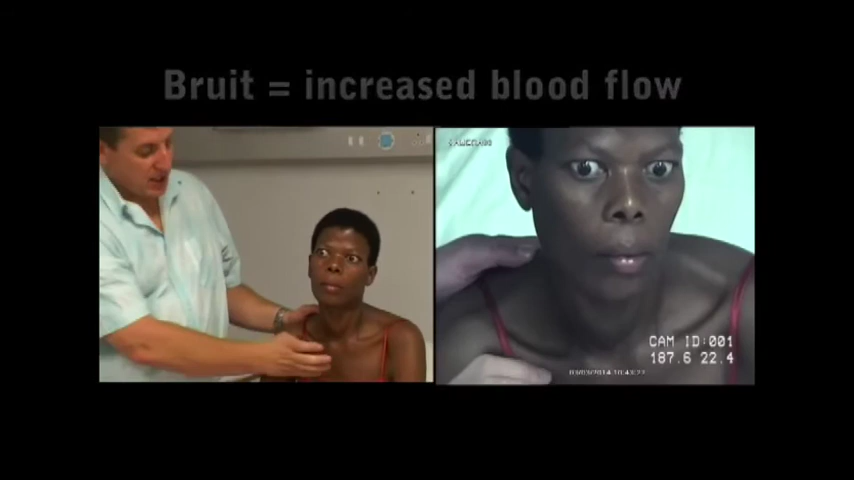 Bruit = increased blood flow
CAM ID:001
187.6 22.4